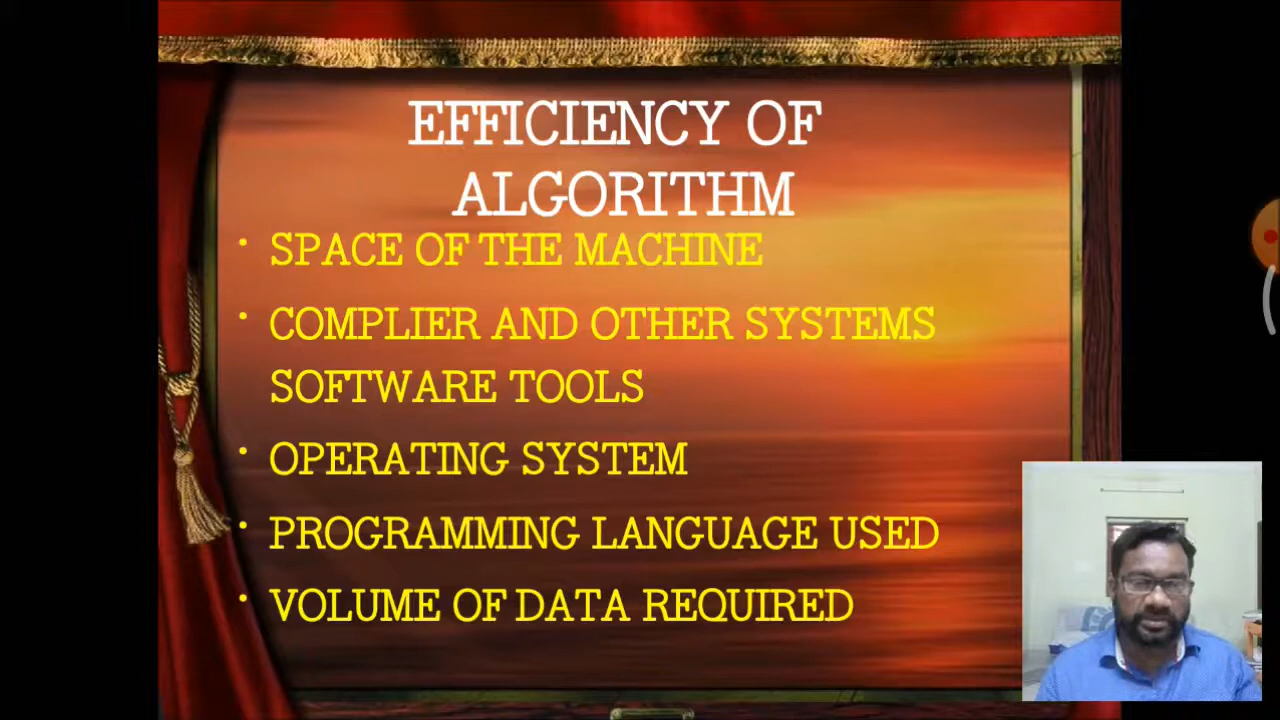 EFFICIENCY OF
ALGORITHM
• SPACE OF THE MACHINE
• COMPLIER AND OTHER SYSTEMS
SOFTWARE TOOLS
• OPERATING SYSTEM
• PROGRAMMING LANGUAGE USED
• VOLUME OF DATA REQUIRED